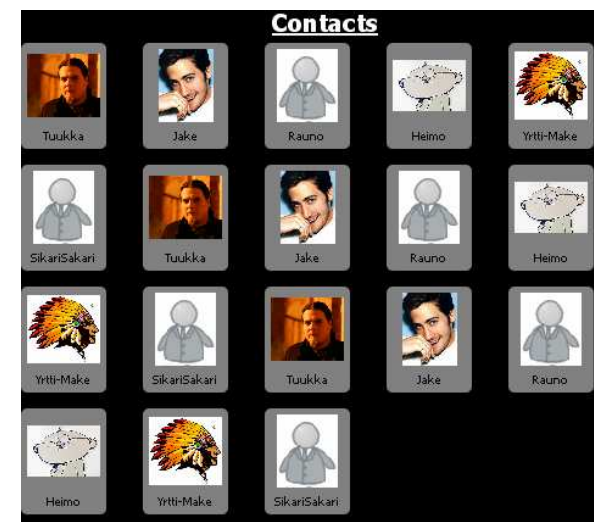 Contacts
Tuukka Jake Rauno Heimo Yrtti-Make
SikariSakari Tuukka Jake Rauno Heimo
Yrtti-Make SikariSakari Tuukka Jake Rauno
Heimo Yrtti-Make SikariSakari